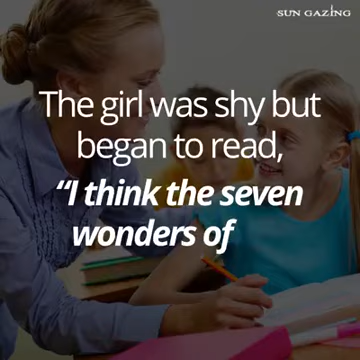 SUN GAZING
The girl was shy but
began to read,
“I think the seven
wonders of